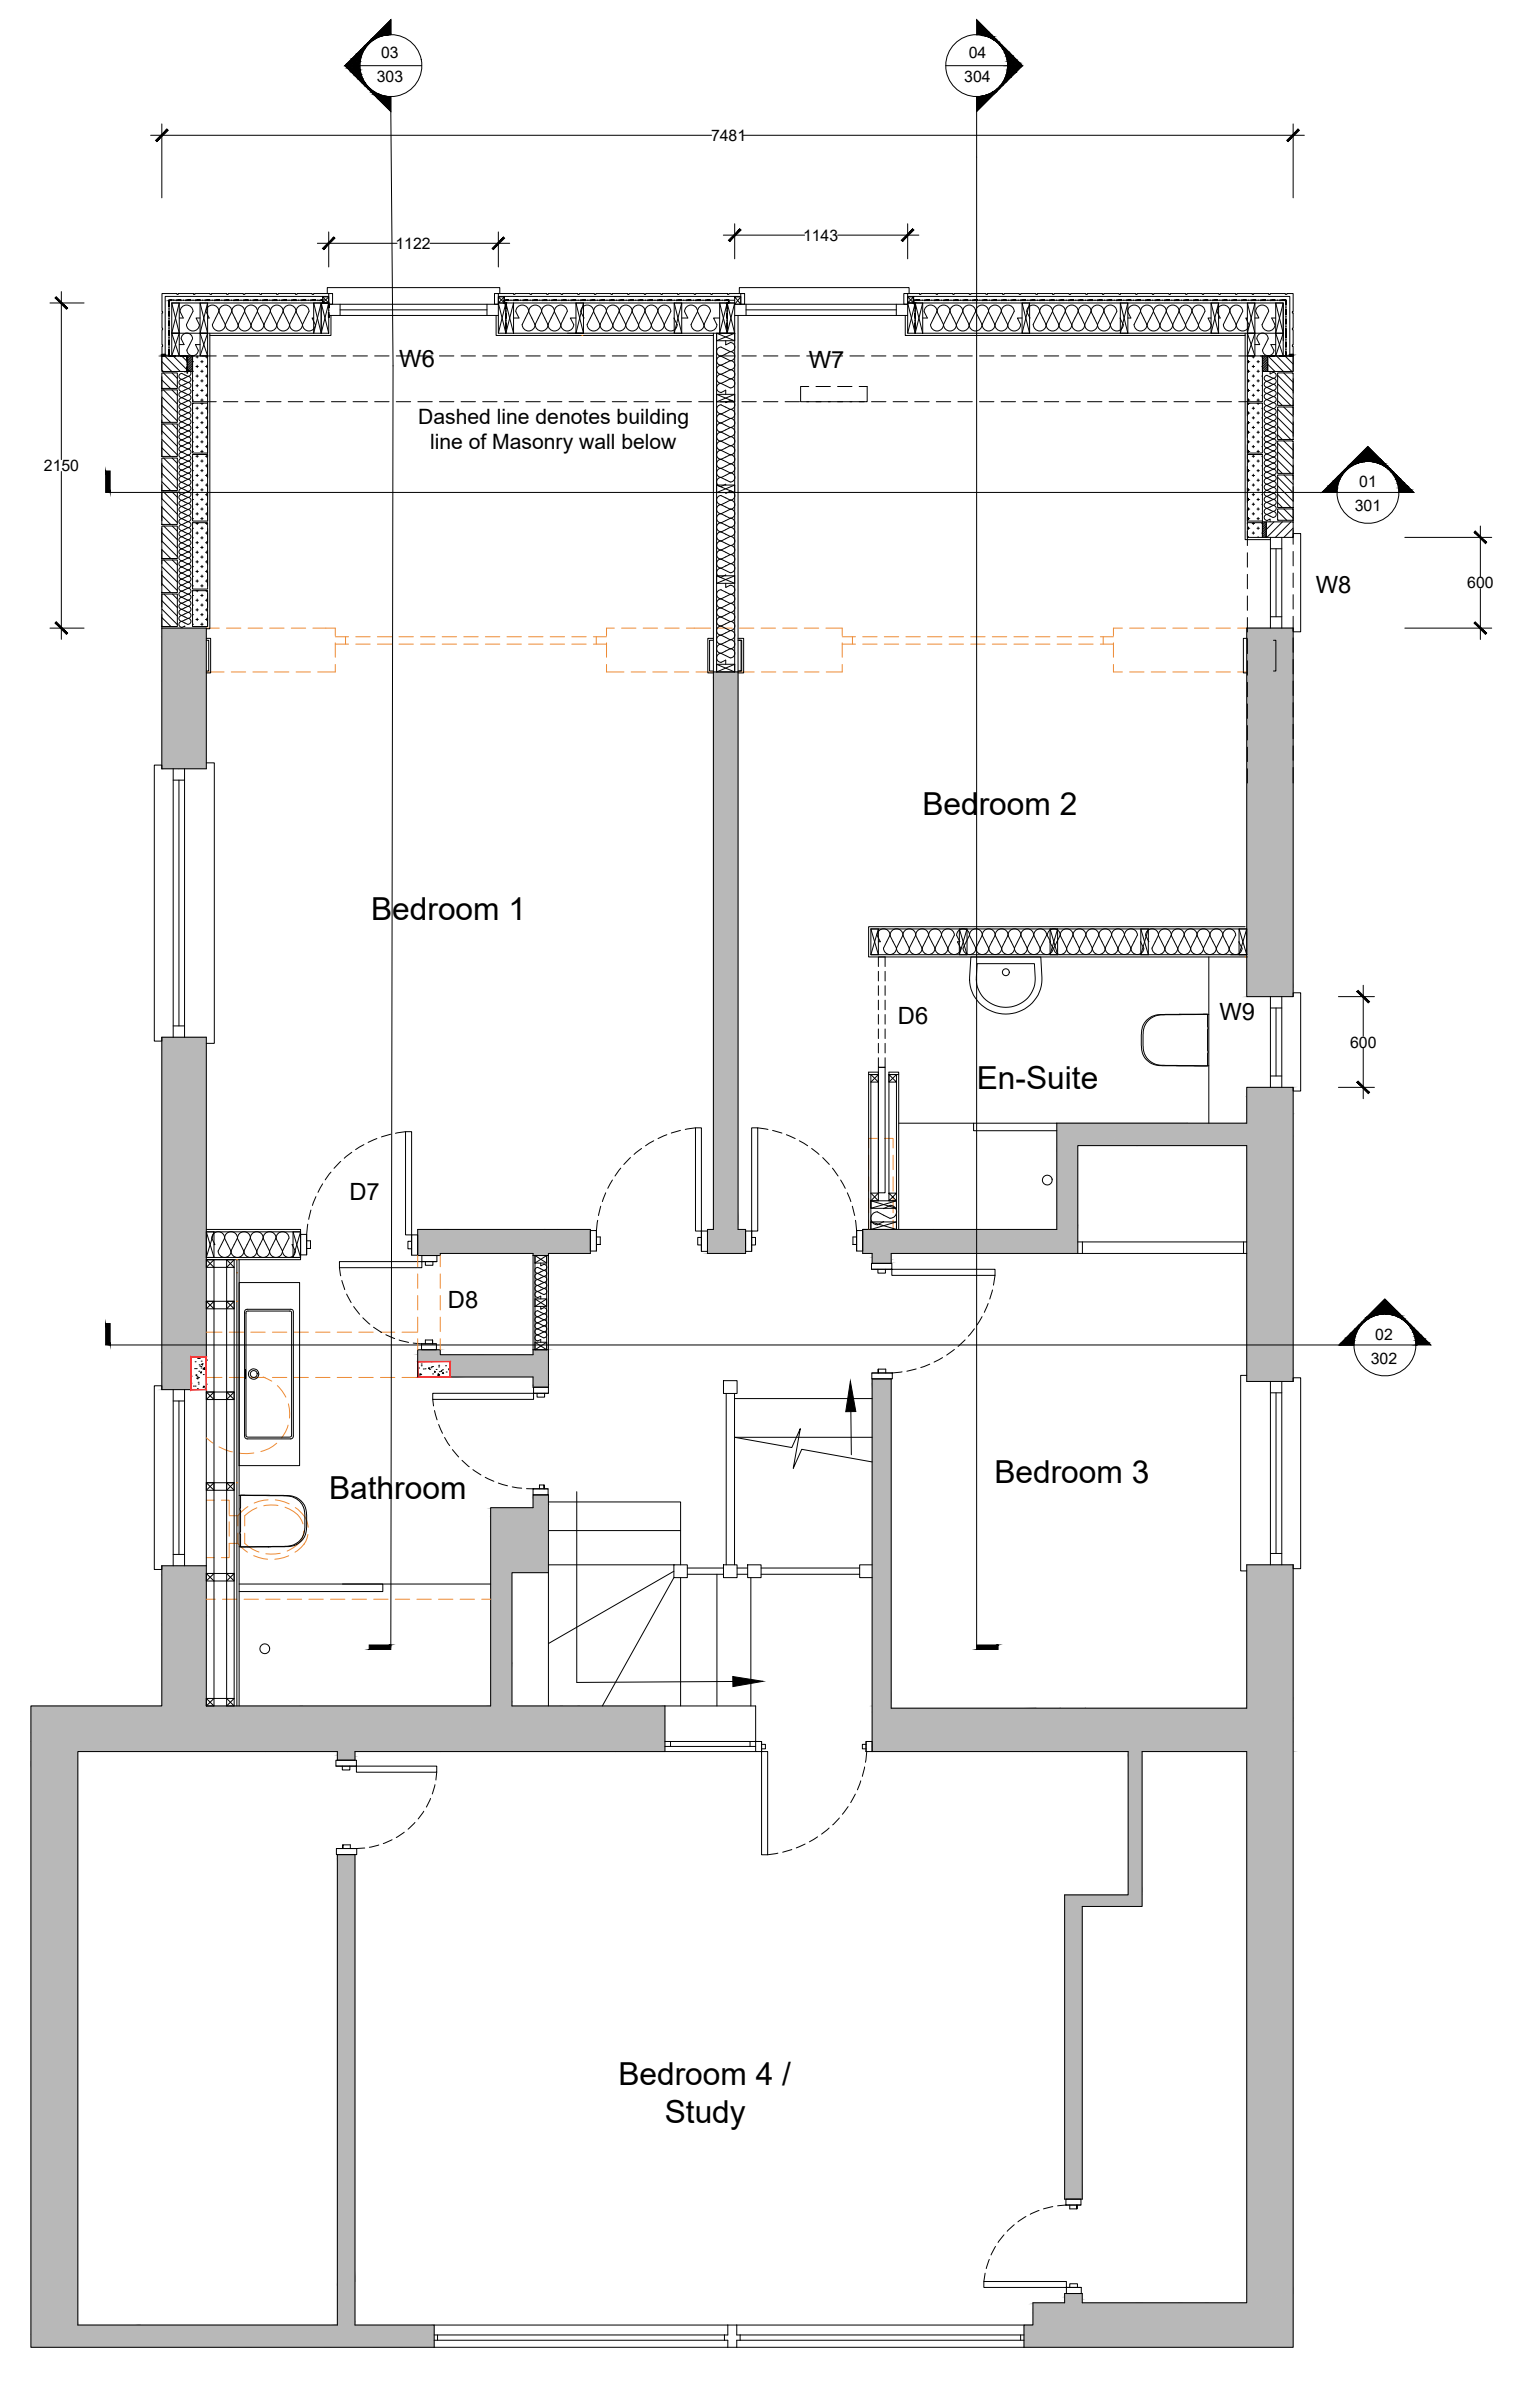 03
303
04
304
7481
1122
1143
W6
W7
Dashed line denotes building
line of Masonry wall below
2150
01
301
W8
600
Bedroom 2
Bedroom 1
D6
W9
600
En-Suite
D7
D8
02
302
Bedroom 3
Bathroom
Bedroom 4 /
Study